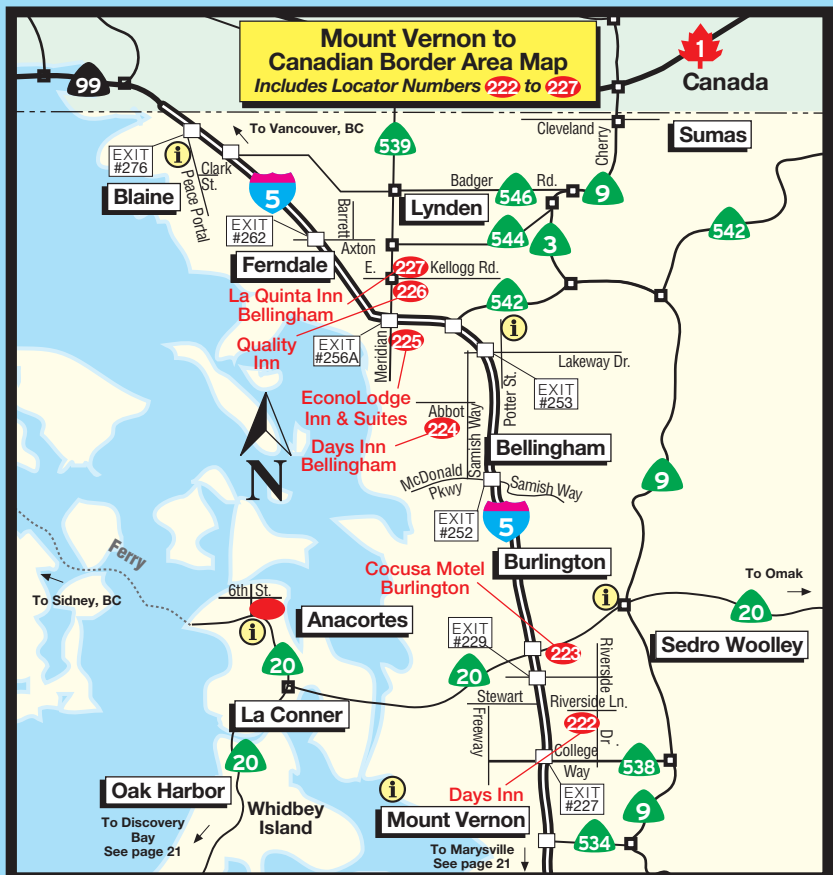 Mount Vernon to
Canadian Border Area Map
Includes Locator Numbers 222 to 227
1
Canada
99
To Vancouver, BC
539
Cleveland
Cherry
Sumas
EXIT
#276
i
Clark
St.
Peace Portal
Blaine
5
Badger Rd.
546
9
Lynden
Barrett
542
EXIT
#262
Axton
544
3
Ferndale
E. Kellogg Rd.
227
226
La Quinta Inn
Bellingham
542
i
Quality
Inn
EXIT
#256A
Meridian
225
Potter St.
Lakeway Dr.
EXIT
#253
EconoLodge
Inn & Suites
Abbot
224
Samish Way
Days Inn
Bellingham
Bellingham
N
McDonald
Pkwy
Samish Way
9
EXIT
#252
5
Ferry
Burlington
Cocusa Motel
Burlington
To Omak
To Sidney, BC
6th St.
i
20
i
Anacortes
EXIT
#229
223
Riverside
Sedro Woolley
20
20
Stewart
Riverside Ln.
La Conner
Freeway
222
Dr
College
Way
538
20
Days Inn
EXIT
#227
Oak Harbor
Whidbey
Island
i
Mount Vernon
9
To Discovery
Bay
See page 21
To Marysville
See page 21
534